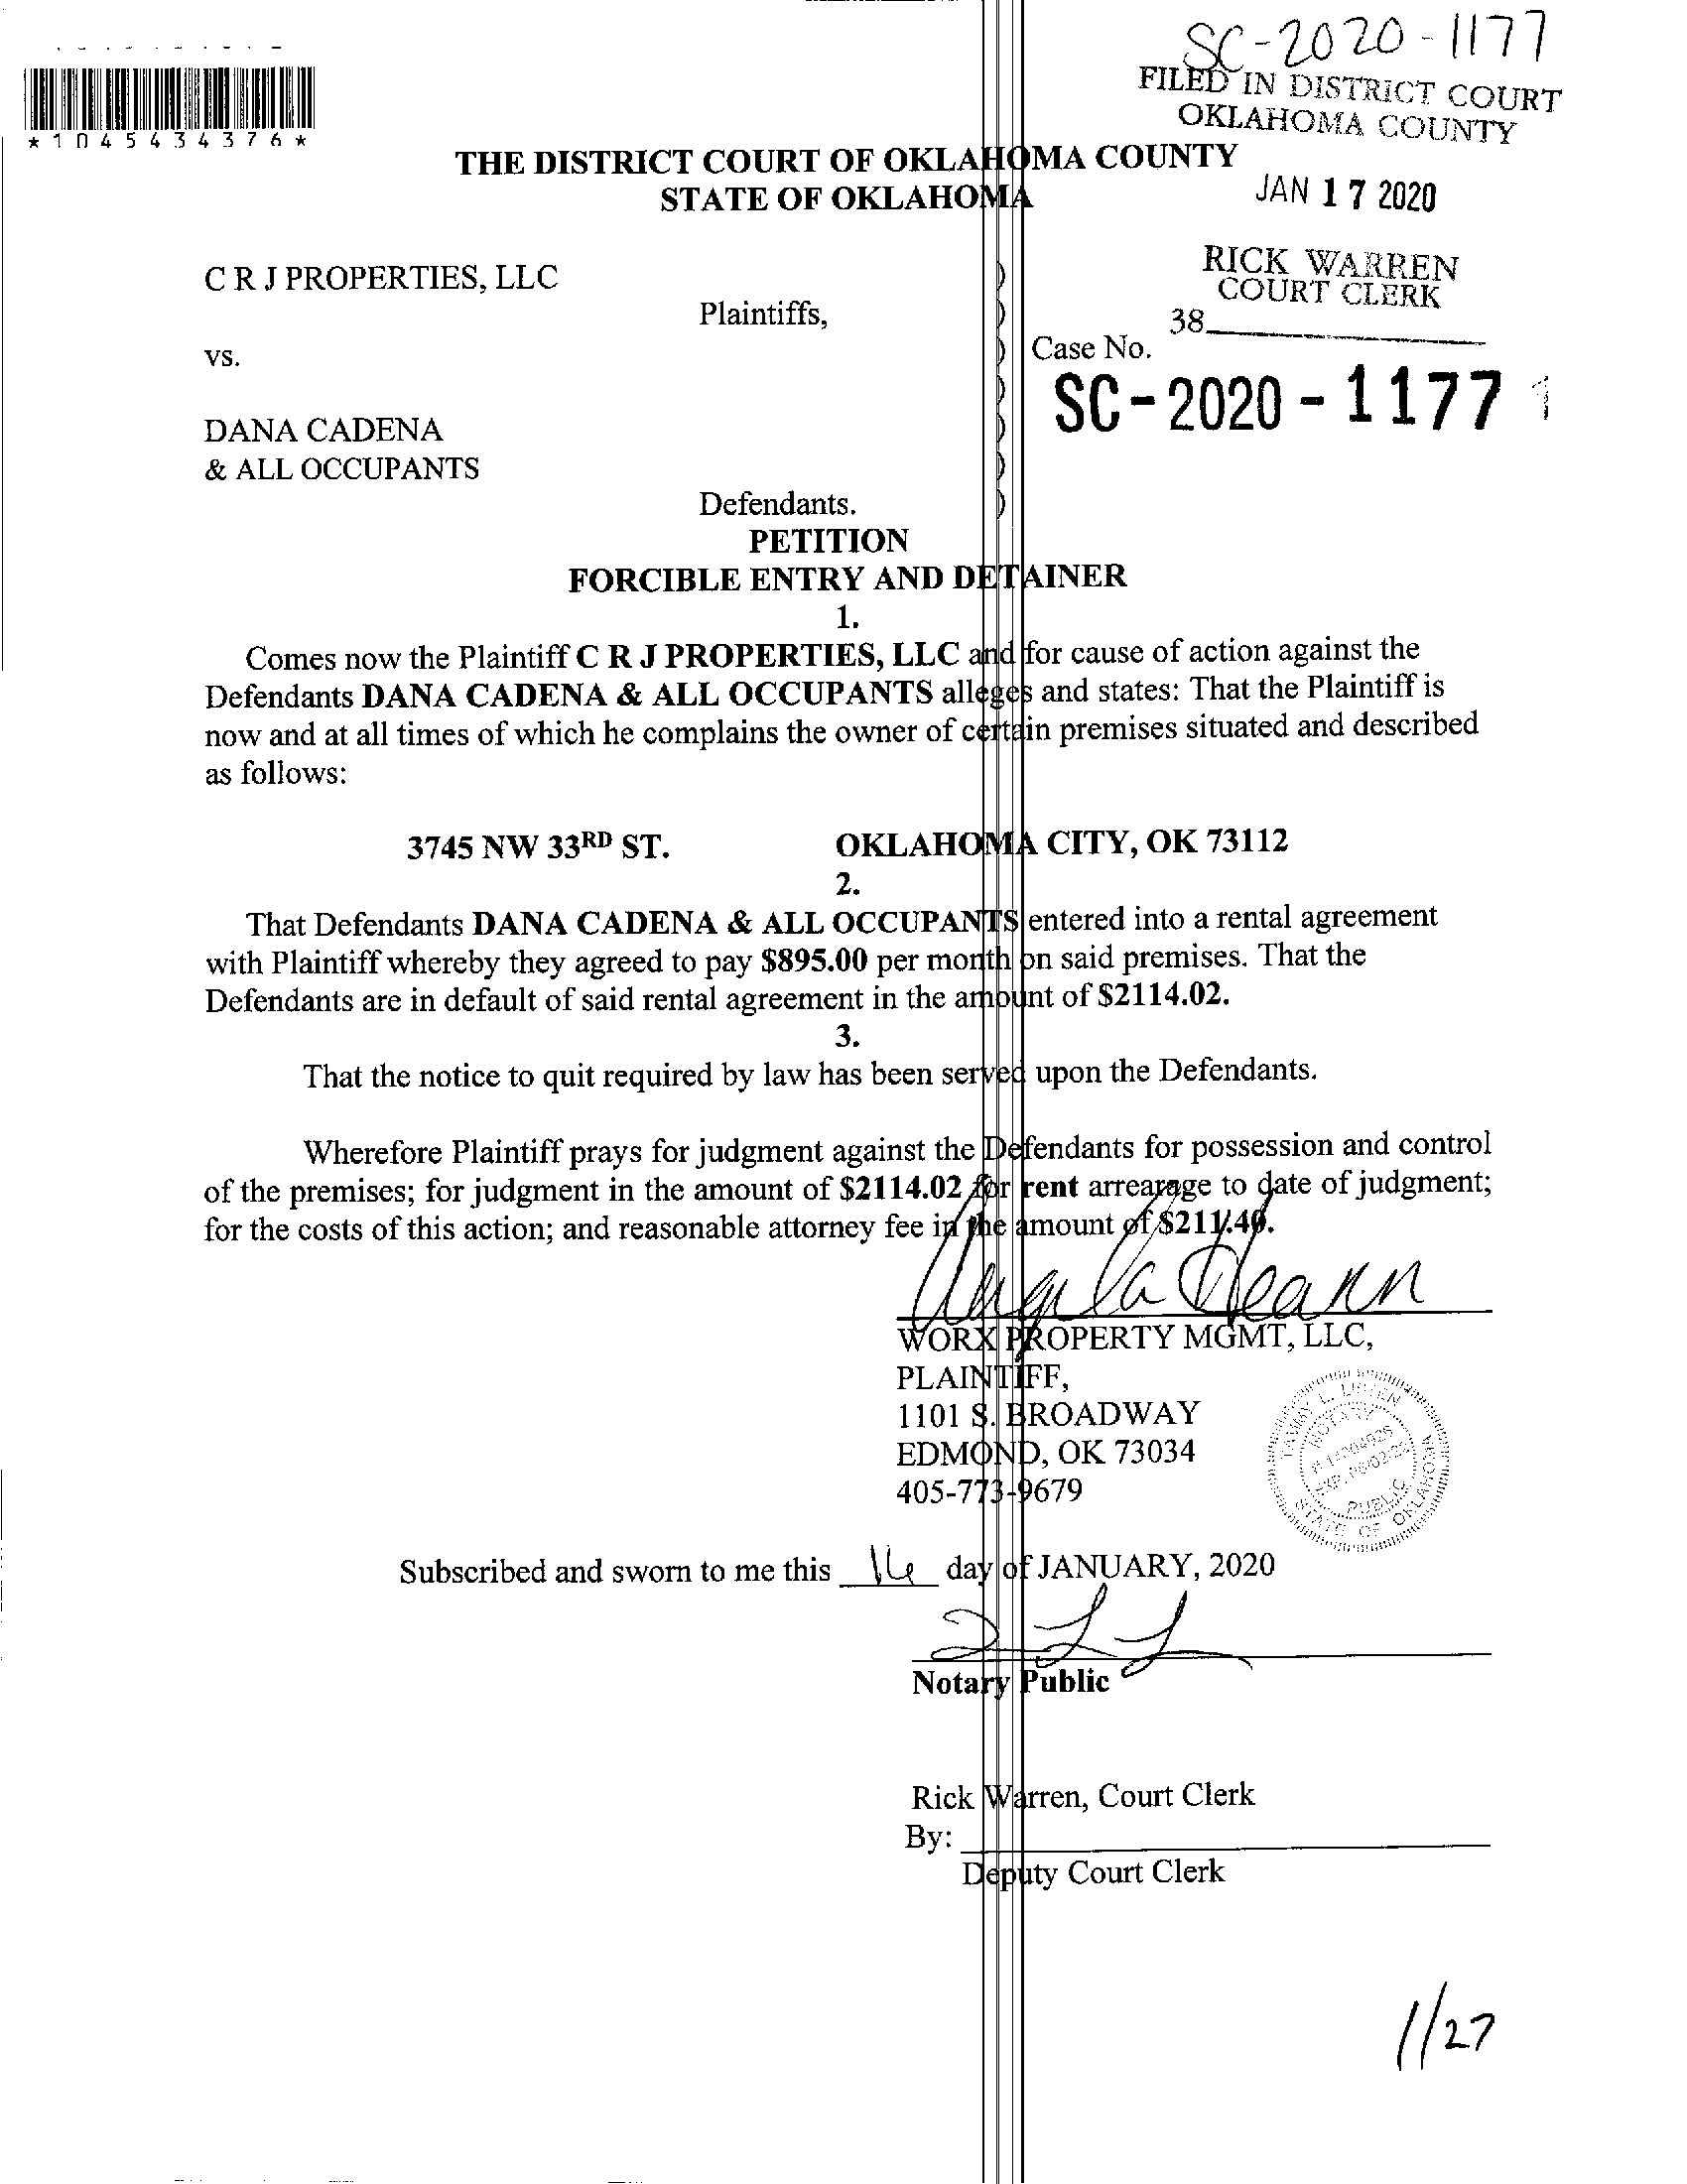 SC-2020-1177
FILED IN DISTRICT COURT
OKLAHOMA COUNTY
*1045434376*
THE DISTRICT COURT OF OKLAHOMA COUNTY
STATE OF OKLAHOMA
JAN 17 2020
RICK WARREN
COURT CLERK
38
C R J PROPERTIES, LLC )
Plaintiffs, )
vs. ) Case No.
) SC-2020-1177
DANA CADENA )
& ALL OCCUPANTS )
Defendants. )
PETITION
FORCIBLE ENTRY AND DETAINER
1.
Comes now the Plaintiff C R J PROPERTIES, LLC and for cause of action against the
Defendants DANA CADENA & ALL OCCUPANTS alleges and states: That the Plaintiff is
now and at all times of which he complains the owner of certain premises situated and described
as follows:
3745 NW 33RD ST. OKLAHOMA CITY, OK 73112
2.
That Defendants DANA CADENA & ALL OCCUPANTS entered into a rental agreement
with Plaintiff whereby they agreed to pay $895.00 per month on said premises. That the
Defendants are in default of said rental agreement in the amount of $2114.02.
3.
That the notice to quit required by law has been served upon the Defendants.
Wherefore Plaintiff prays for judgment against the Defendants for possession and control
of the premises; for judgment in the amount of $2114.02 for rent arrearage to date of judgment;
for the costs of this action; and reasonable attorney fee in the amount of $211.40.
Angela Hearn
WORX PROPERTY MGMT, LLC,
PLAINTIFF,
1101 S. BROADWAY
EDMOND, OK 73034
405-773-9679
TAMMY L.
NOTARY
PUBLIC
STATE OF OKLAHOMA
Subscribed and sworn to me this 16 day of JANUARY, 2020
Notary Public
Rick Warren, Court Clerk
By:
Deputy Court Clerk
1/27